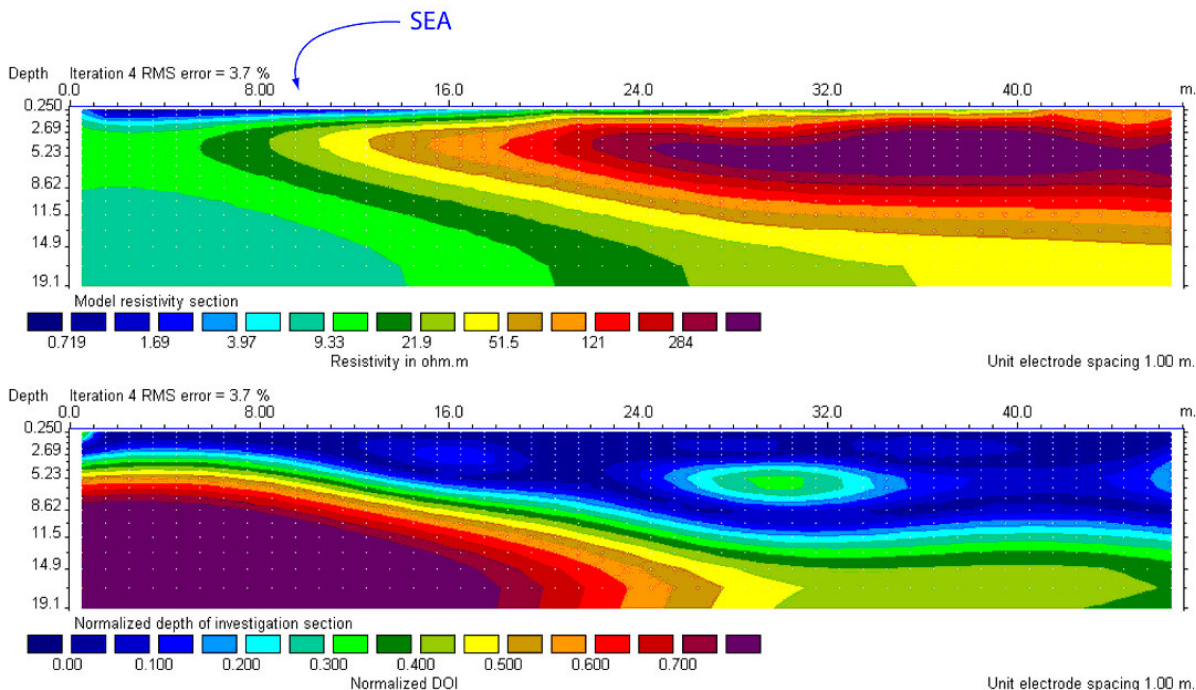 SEA
Depth Iteration 4 RMS error = 3.7 %
0.0 8.00 16.0 24.0 32.0 40.0 m.
0.250
2.69
5.23
8.62
11.5
14.9
19.1
Model resistivity section
0.719 1.69 3.97 9.33 21.9 51.5 121 284
Resistivity in ohm.m Unit electrode spacing 1.00 m.
Depth Iteration 4 RMS error = 3.7 %
0.0 8.00 16.0 24.0 32.0 40.0 m.
0.250
2.69
5.23
8.62
11.5
14.9
19.1
Normalized depth of investigation section
0.00 0.100 0.200 0.300 0.400 0.500 0.600 0.700
Normalized DOI Unit electrode spacing 1.00 m.